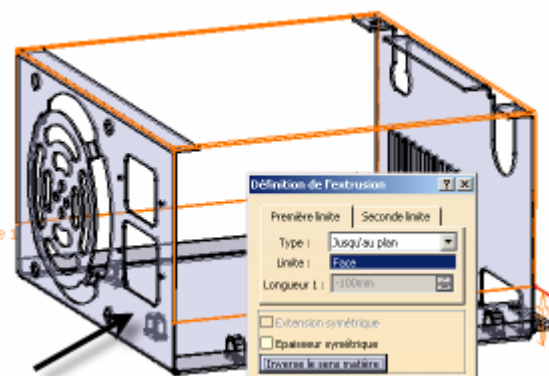 Définition de l'extrusion
Première limite Seconde limite
Type : Jusqu'au plan
Limite : Face
Longueur 1 : -100mm
Extension symétrique
Epaisseur symétrique
Inverse le sens matière